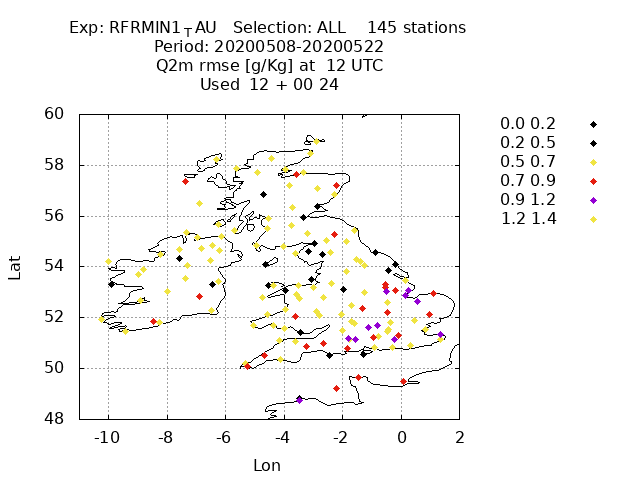 Exp: RFRMIN1_TAU Selection: ALL 145 stations
Period: 20200508-20200522
Q2m rmse [g/Kg] at 12 UTC
Used 12 + 00 24
60
58
56
54
52
50
48
-10 -8 -6 -4 -2 0 2
Lat
Lon
0.0 0.2
0.2 0.5
0.5 0.7
0.7 0.9
0.9 1.2
1.2 1.4